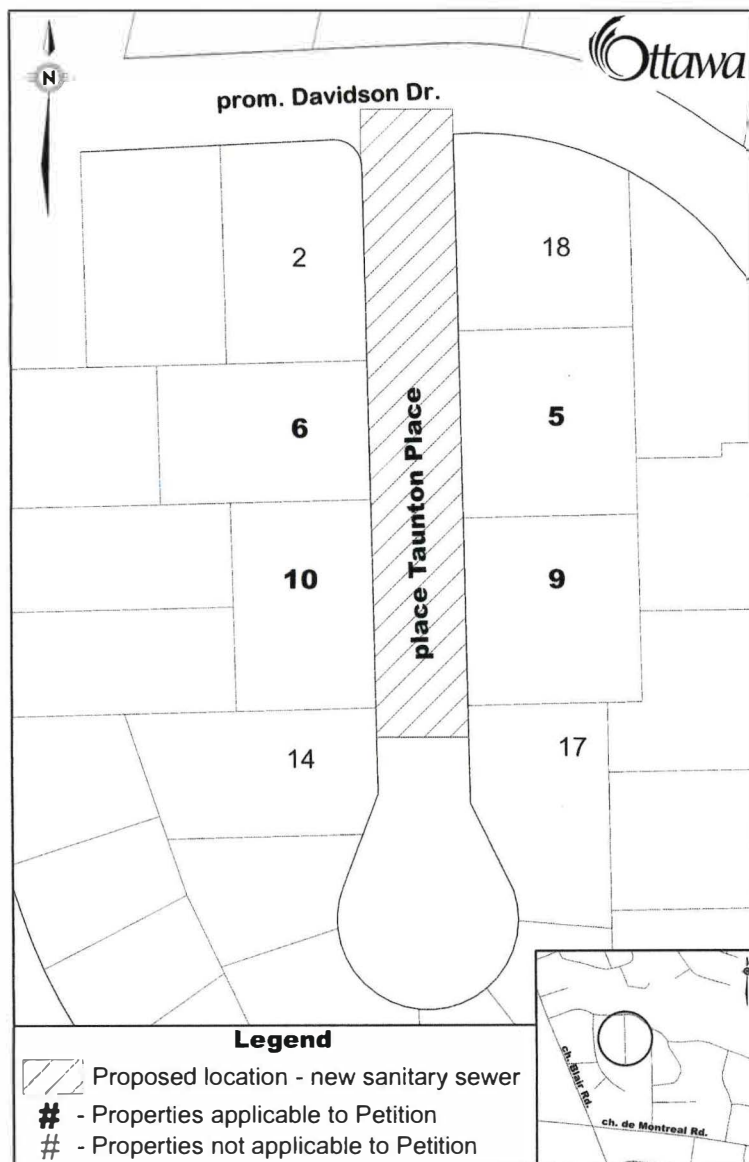 N
Ottawa
prom. Davidson Dr.
2
18
6
5
place Taunton Place
10
9
14
17
Legend
Proposed location - new sanitary sewer
# - Properties applicable to Petition
# - Properties not applicable to Petition
ch. Blair Rd.
ch. de Montreal Rd.